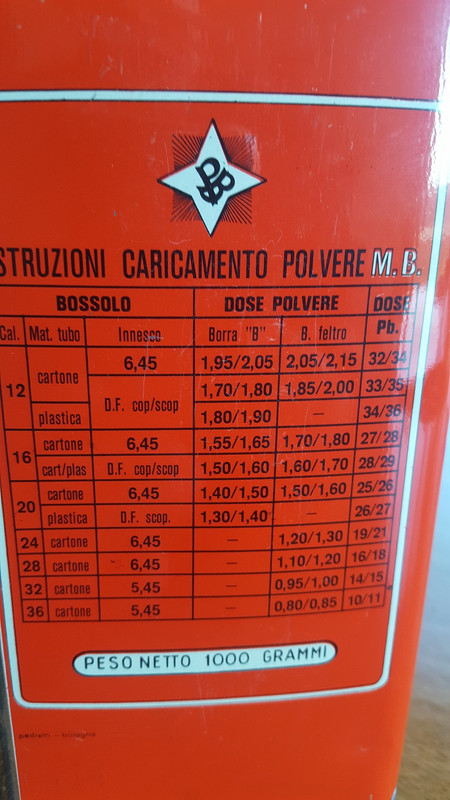 STRUZIONI CARICAMENTO POLVERE M.B.
BOSSOLO DOSE POLVERE DOSE
Cal. Mat. tubo Innesco Borra "B" B. feltro Pb.
12 cartone 6,45 1,95/2,05 2,05/2,15 32/34
D.F. cop/scop 1,70/1,80 1,85/2,00 33/35
plastica 1,80/1,90 — 34/36
16 cartone 6,45 1,55/1,65 1,70/1,80 27/28
cart/plas D.F. cop/scop 1,50/1,60 1,60/1,70 28/29
20 cartone 6,45 1,40/1,50 1,50/1,60 25/26
plastica D.F. scop. 1,30/1,40 — 26/27
24 cartone 6,45 — 1,20/1,30 19/21
28 cartone 6,45 — 1,10/1,20 16/18
32 cartone 5,45 — 0,95/1,00 14/15
36 cartone 5,45 — 0,80/0,85 10/11
PESO NETTO 1000 GRAMMI